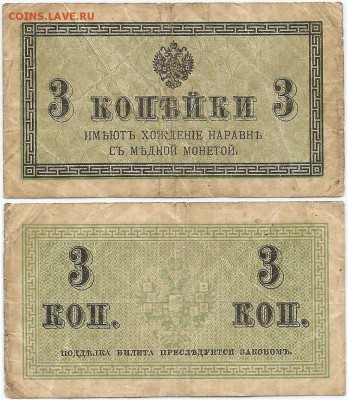 COINS.LAVE.RU
3 КОПѢЙКИ 3
ИМѢЮТЪ ХОЖДЕНІЕ НАРАВНѢ
СЪ МѢДНОЙ МОНЕТОЙ.
3 3
КОП. КОП.
ПОДДѢЛКА БИЛЕТА ПРЕСЛѢДУЕТСЯ ЗАКОНОМЪ.